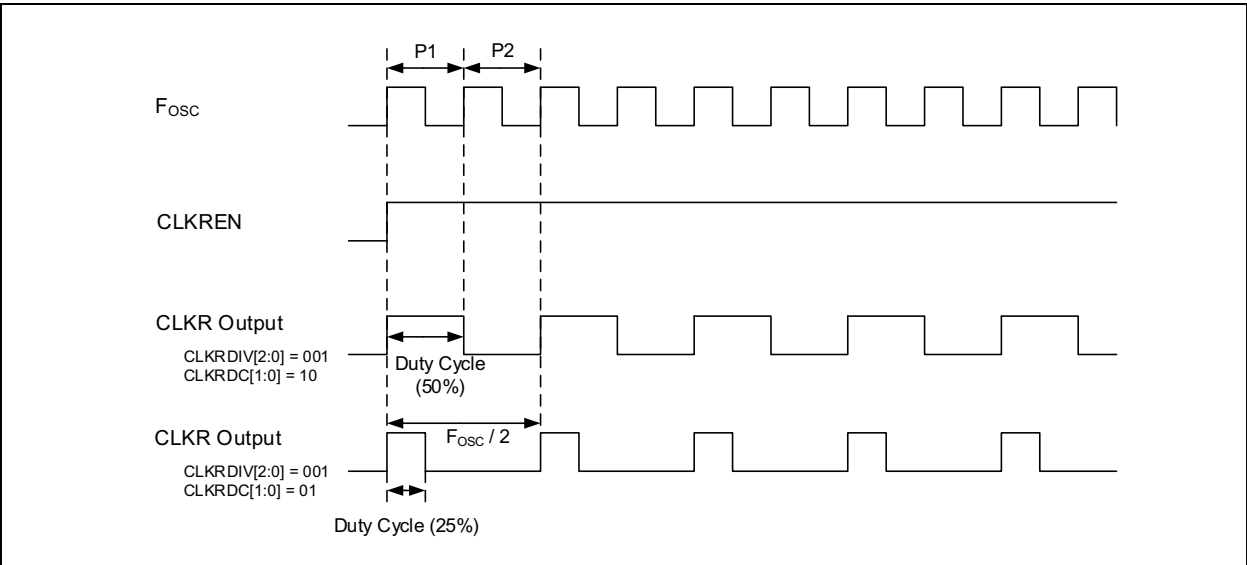 P1 P2
FOSC
CLKREN
CLKR Output
CLKRDIV[2:0] = 001
CLKRDC[1:0] = 10
Duty Cycle
(50%)
FOSC / 2
CLKR Output
CLKRDIV[2:0] = 001
CLKRDC[1:0] = 01
Duty Cycle (25%)